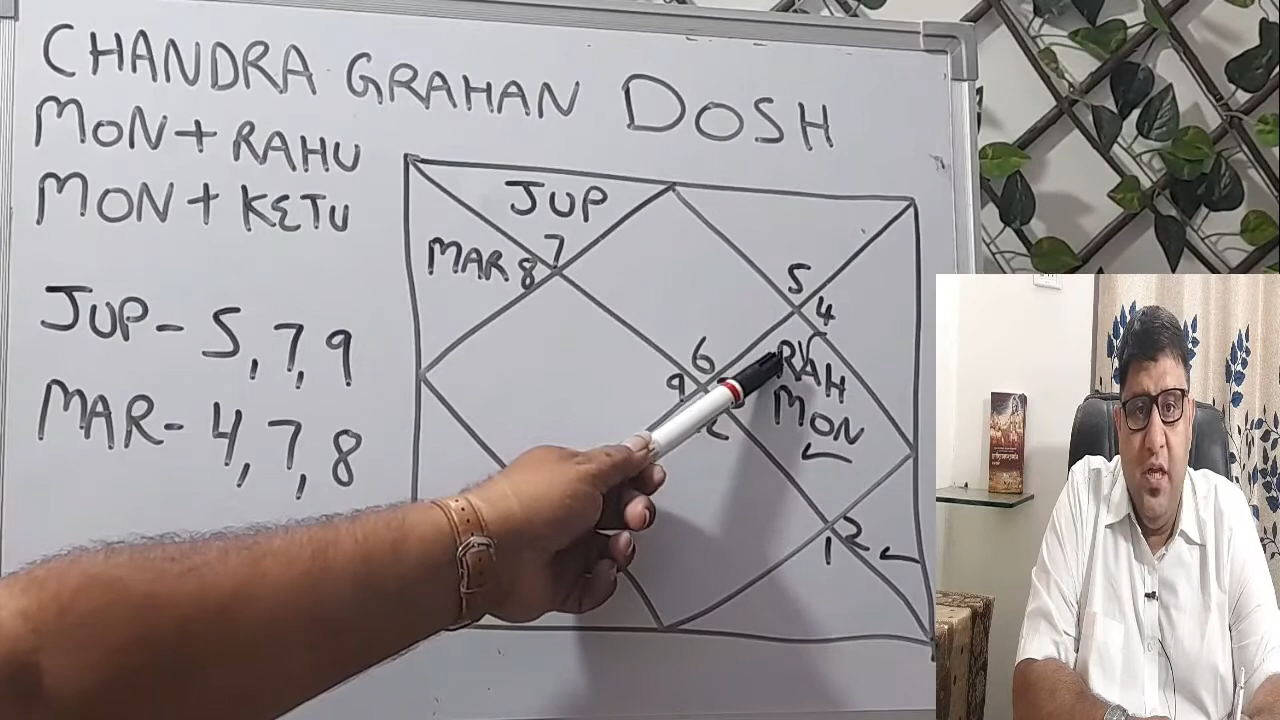 CHANDRA GRAHAN DOSH
MON + RAHU
MON + KETU
JUP - 5, 7, 9
MAR - 4, 7, 8
JUP
7
MAR 8
5
4
6
9
RAH
MON
2
1